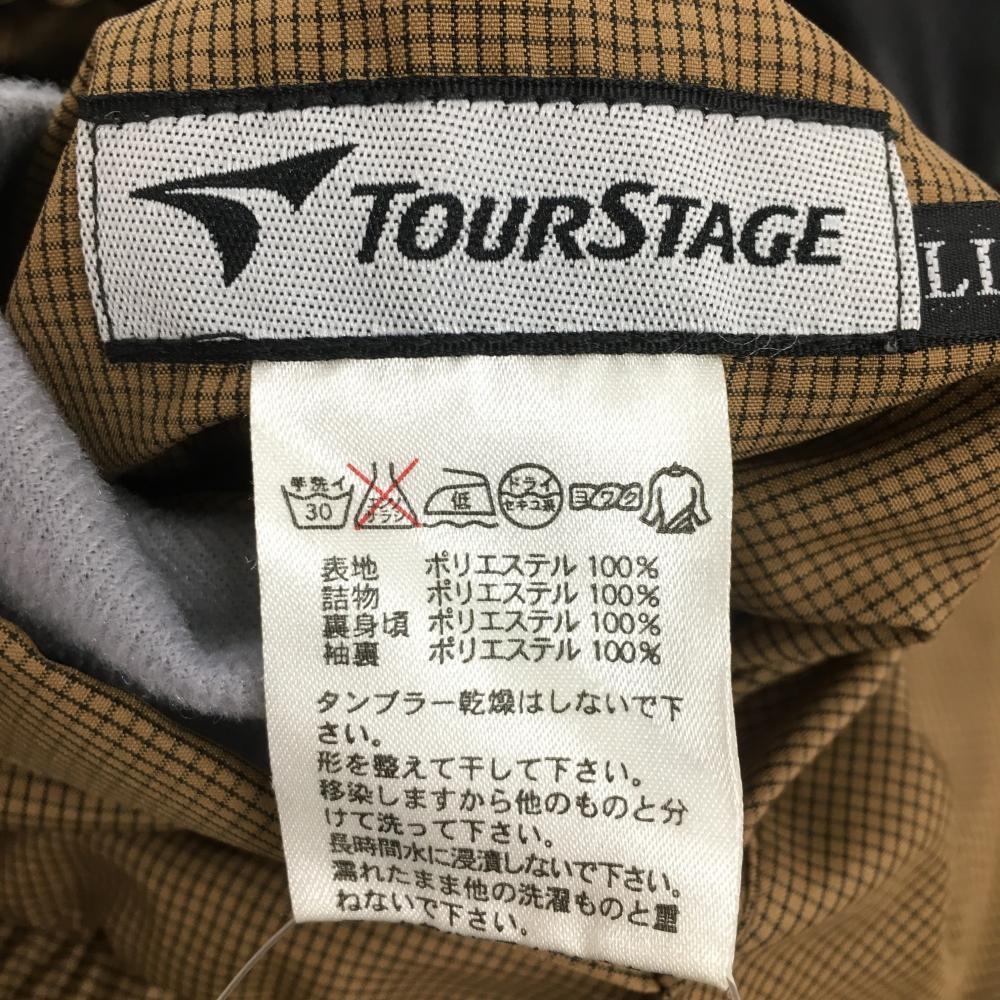 TOURSTAGE
LL
手洗イ 30 エンソサラシ 低 ドライ セキユ系 ヨワク
表地 ポリエステル 100%
詰物 ポリエステル 100%
裏身頃 ポリエステル 100%
袖裏 ポリエステル 100%
タンブラー乾燥はしないで下
さい。
形を整えて干して下さい。
移染しますから他のものと分
けて洗って下さい。
長時間水に浸漬しないで下さい。
濡れたまま他の洗濯ものと重
ねないで下さい。